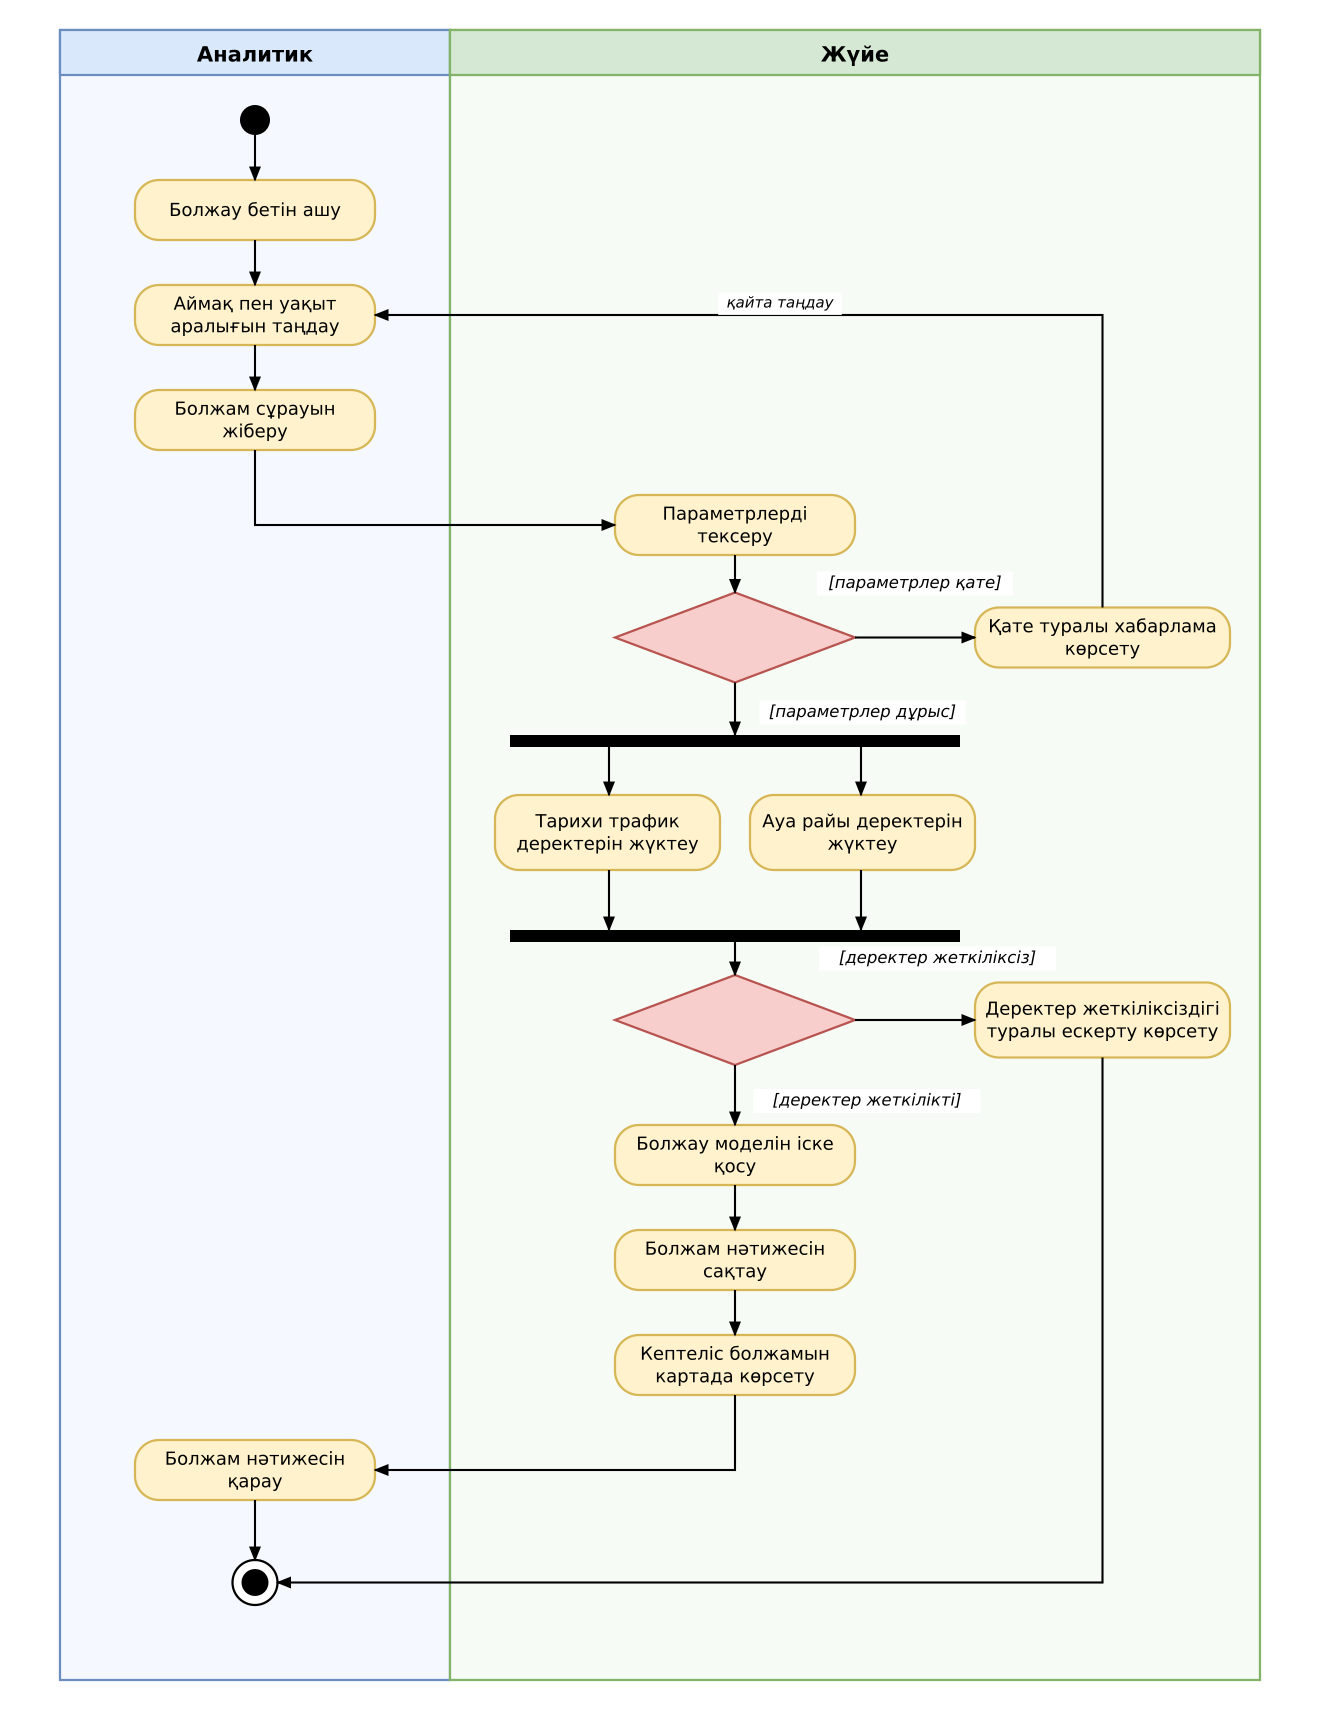 Аналитик
Жүйе
Болжау бетін ашу
Аймақ пен уақыт
аралығын таңдау
қайта таңдау
Болжам сұрауын
жіберу
Параметрлерді
тексеру
[параметрлер қате]
Қате туралы хабарлама
көрсету
[параметрлер дұрыс]
Тарихи трафик
деректерін жүктеу
Ауа райы деректерін
жүктеу
[деректер жеткіліксіз]
Деректер жеткіліксіздігі
туралы ескерту көрсету
[деректер жеткілікті]
Болжау моделін іске
қосу
Болжам нәтижесін
сақтау
Кептеліс болжамын
картада көрсету
Болжам нәтижесін
қарау